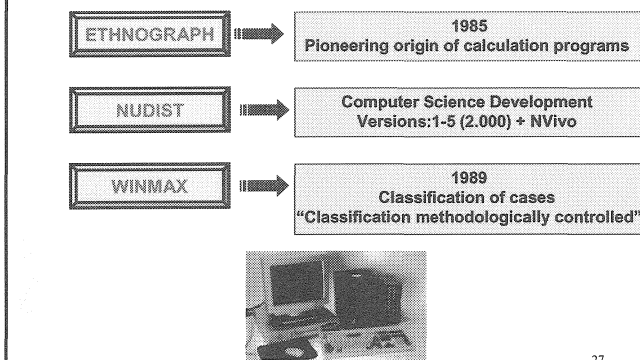 ETHNOGRAPH
1985
Pioneering origin of calculation programs
NUDIST
Computer Science Development
Versions:1-5 (2.000) + NVivo
WINMAX
1989
Classification of cases
“Classification methodologically controlled”
27